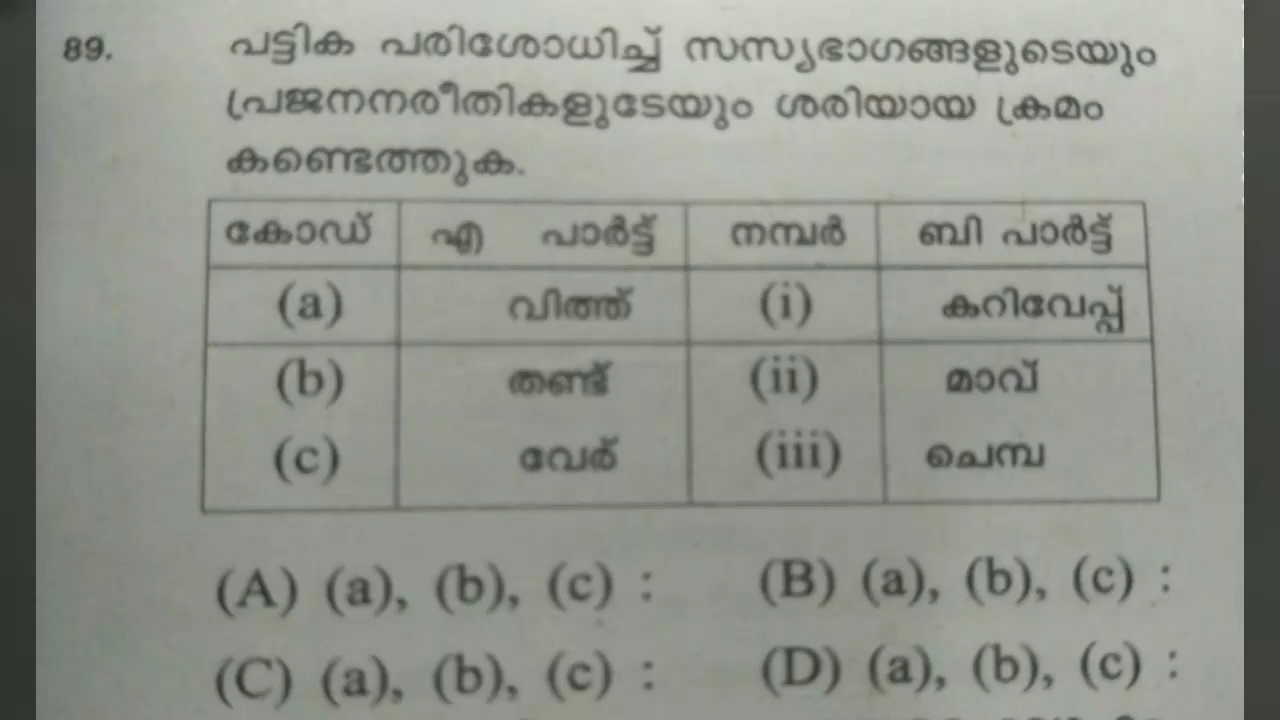 89. പട്ടിക പരിശോധിച്ച് സസ്യഭാഗങ്ങളുടെയും
പ്രജനനരീതികളുടേയും ശരിയായ ക്രമം
കണ്ടെത്തുക.
കോഡ് എ പാർട്ട് നമ്പർ ബി പാർട്ട്
(a) വിത്ത് (i) കറിവേപ്പ്
(b) തണ്ട് (ii) മാവ്
(c) വേര് (iii) ചെമ്പ
(A) (a), (b), (c) : (B) (a), (b), (c) :
(C) (a), (b), (c) : (D) (a), (b), (c) :